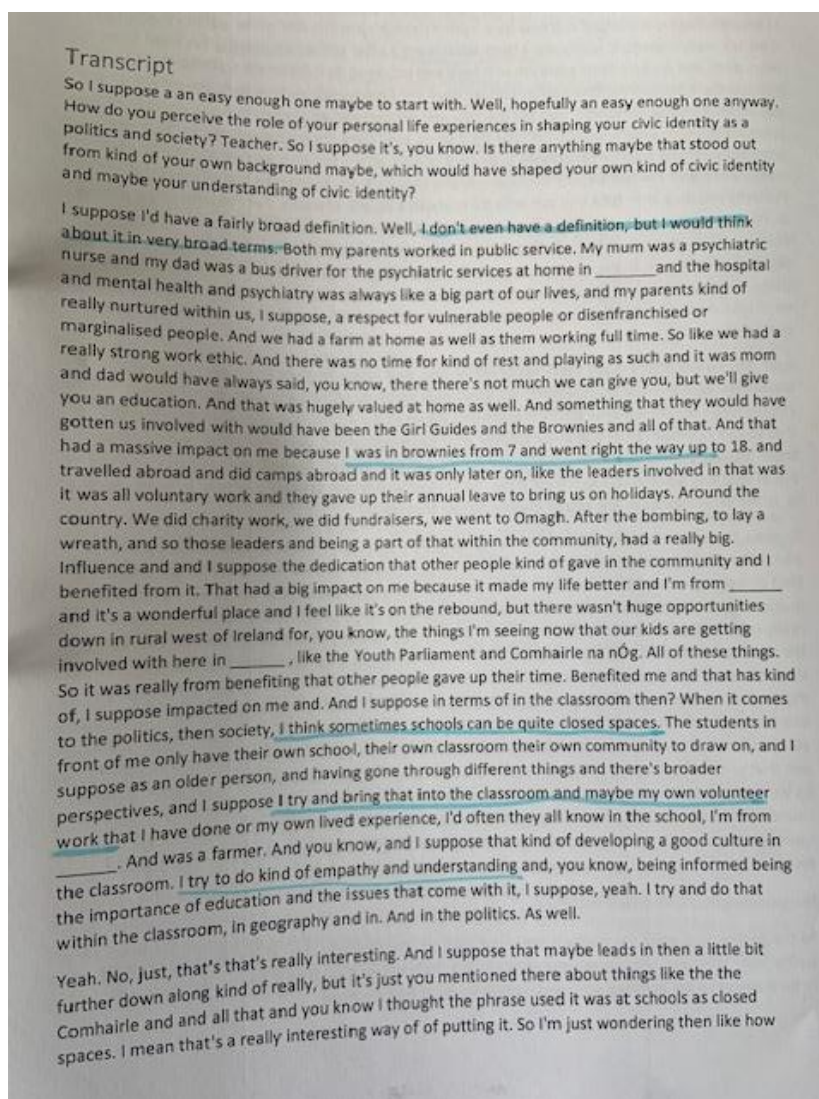 Transcript
So I suppose a an easy enough one maybe to start with. Well, hopefully an easy enough one anyway.
How do you perceive the role of your personal life experiences in shaping your civic identity as a
politics and society? Teacher. So I suppose it's, you know. Is there anything maybe that stood out
from kind of your own background maybe, which would have shaped your own kind of civic identity
and maybe your understanding of civic identity?
I suppose I'd have a fairly broad definition. Well, I don't even have a definition, but I would think
about it in very broad terms. Both my parents worked in public service. My mum was a psychiatric
nurse and my dad was a bus driver for the psychiatric services at home in ______ and the hospital
and mental health and psychiatry was always like a big part of our lives, and my parents kind of
really nurtured within us, I suppose, a respect for vulnerable people or disenfranchised or
marginalised people. And we had a farm at home as well as them working full time. So like we had a
really strong work ethic. And there was no time for kind of rest and playing as such and it was mom
and dad would have always said, you know, there there's not much we can give you, but we'll give
you an education. And that was hugely valued at home as well. And something that they would have
gotten us involved with would have been the Girl Guides and the Brownies and all of that. And that
had a massive impact on me because I was in brownies from 7 and went right the way up to 18. and
travelled abroad and did camps abroad and it was only later on, like the leaders involved in that was
it was all voluntary work and they gave up their annual leave to bring us on holidays. Around the
country. We did charity work, we did fundraisers, we went to Omagh. After the bombing, to lay a
wreath, and so those leaders and being a part of that within the community, had a really big.
Influence and and I suppose the dedication that other people kind of gave in the community and I
benefited from it. That had a big impact on me because it made my life better and I'm from ______
and it's a wonderful place and I feel like it's on the rebound, but there wasn't huge opportunities
down in rural west of Ireland for, you know, the things I'm seeing now that our kids are getting
involved with here in ______ , like the Youth Parliament and Comhairle na nÓg. All of these things.
So it was really from benefiting that other people gave up their time. Benefited me and that has kind
of, I suppose impacted on me and. And I suppose in terms of in the classroom then? When it comes
to the politics, then society, I think sometimes schools can be quite closed spaces. The students in
front of me only have their own school, their own classroom their own community to draw on, and I
suppose as an older person, and having gone through different things and there's broader
perspectives, and I suppose I try and bring that into the classroom and maybe my own volunteer
work that I have done or my own lived experience, I'd often they all know in the school, I'm from
______. And was a farmer. And you know, and I suppose that kind of developing a good culture in
the classroom. I try to do kind of empathy and understanding and, you know, being informed being
the importance of education and the issues that come with it, I suppose, yeah. I try and do that
within the classroom, in geography and in. And in the politics. As well.
Yeah. No, just, that's that's really interesting. And I suppose that maybe leads in then a little bit
further down along kind of really, but it's just you mentioned there about things like the the
Comhairle and and all that and you know I thought the phrase used it was at schools as closed
spaces. I mean that's a really interesting way of of putting it. So I'm just wondering then like how